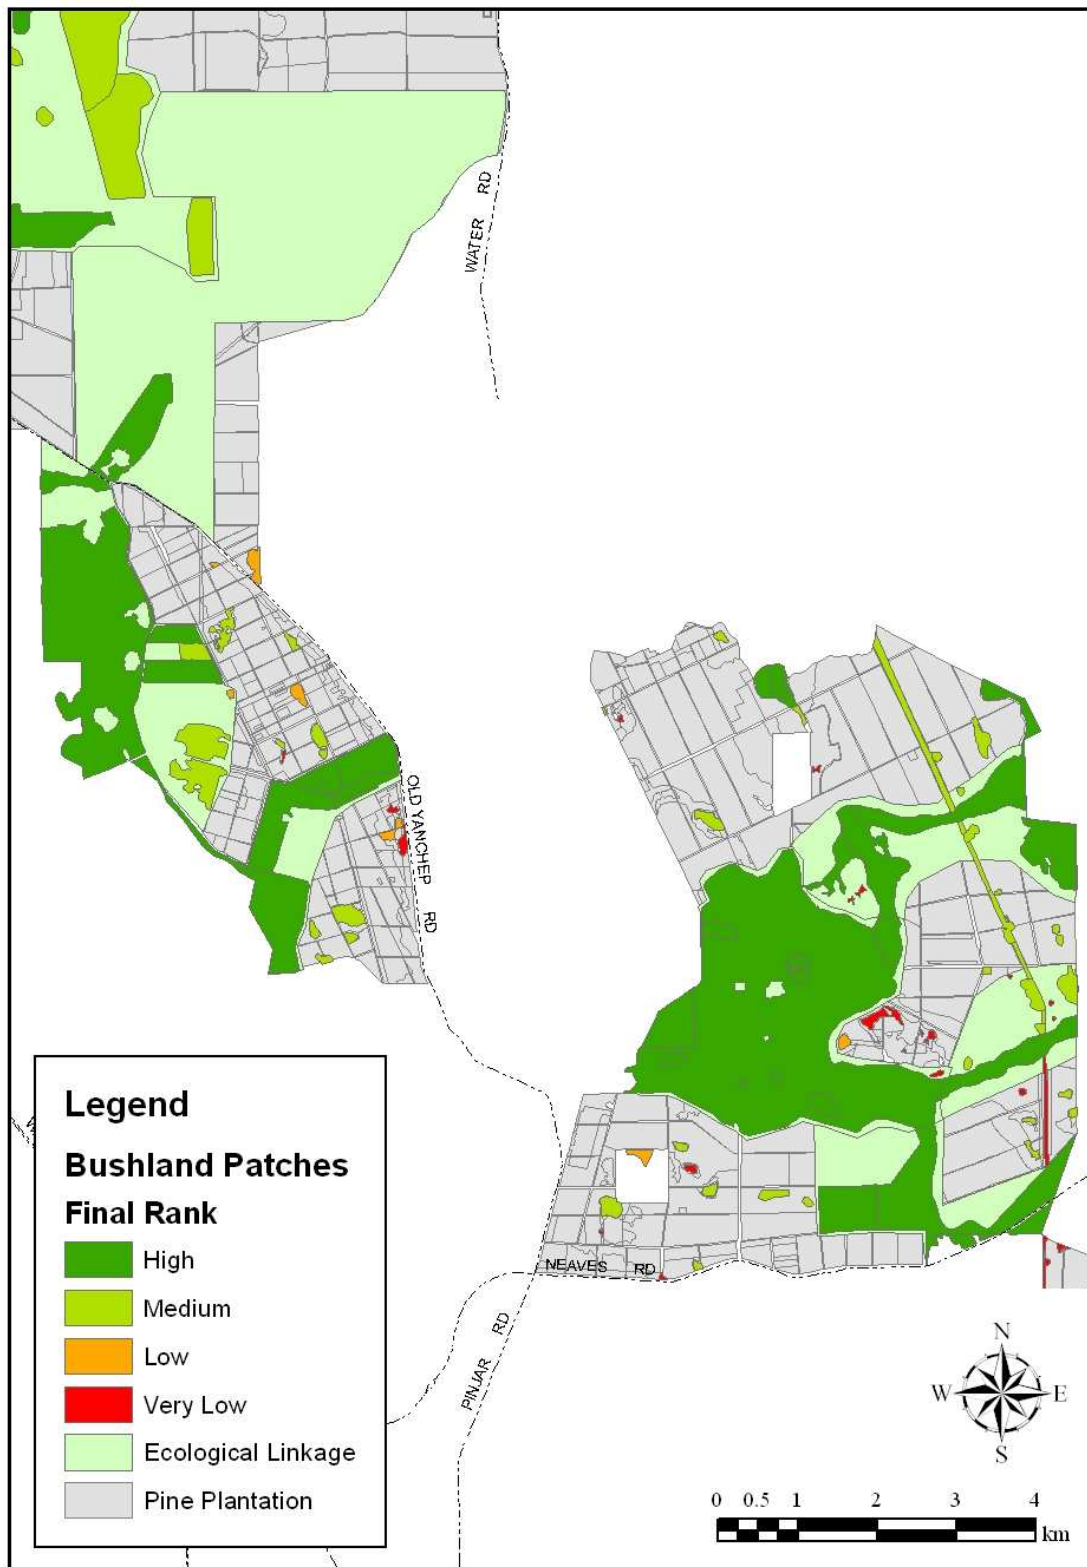 WATER RD
OLD YANCHEP RD
NEAVES RD
PINJAR RD
Legend
Bushland Patches
Final Rank
High
Medium
Low
Very Low
Ecological Linkage
Pine Plantation
N
W E
S
0 0.5 1 2 3 4
km